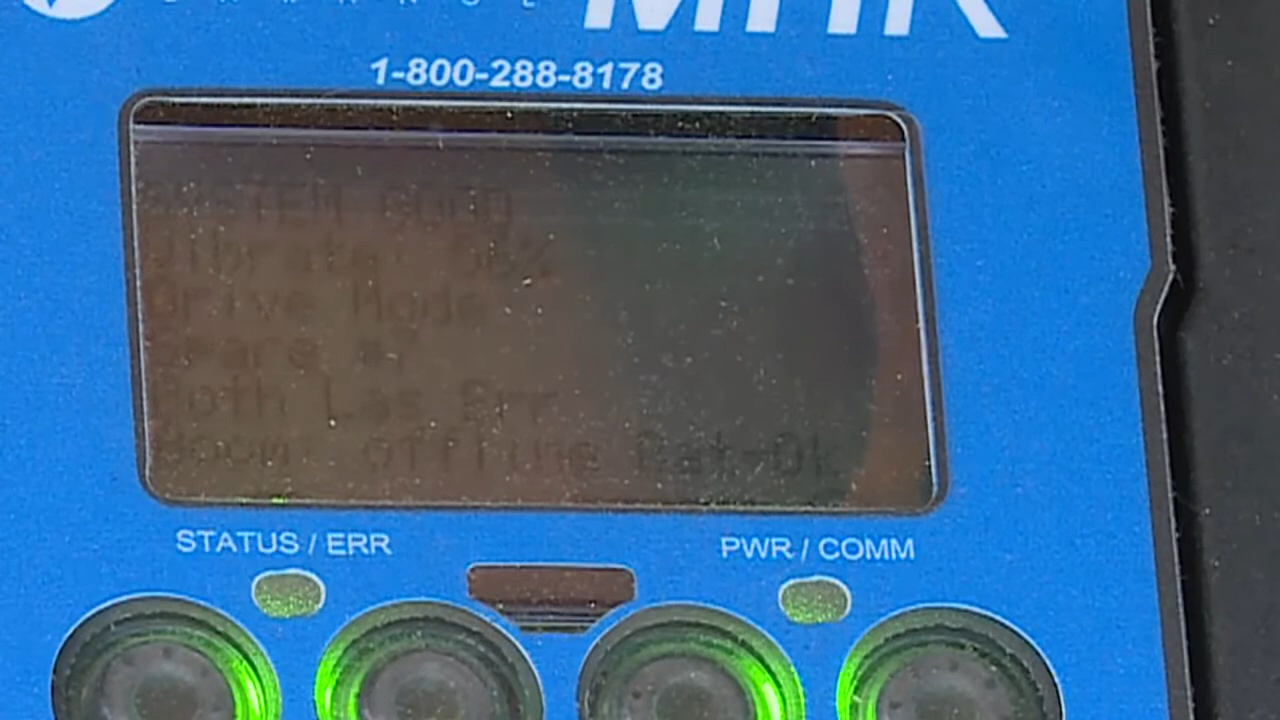 1-800-288-8178
SYSTEM GOOD
Vibrate: 50%
Drive Mode
Spare #7
Both Las Err
Boom: offline Bat-OK
STATUS / ERR
PWR / COMM